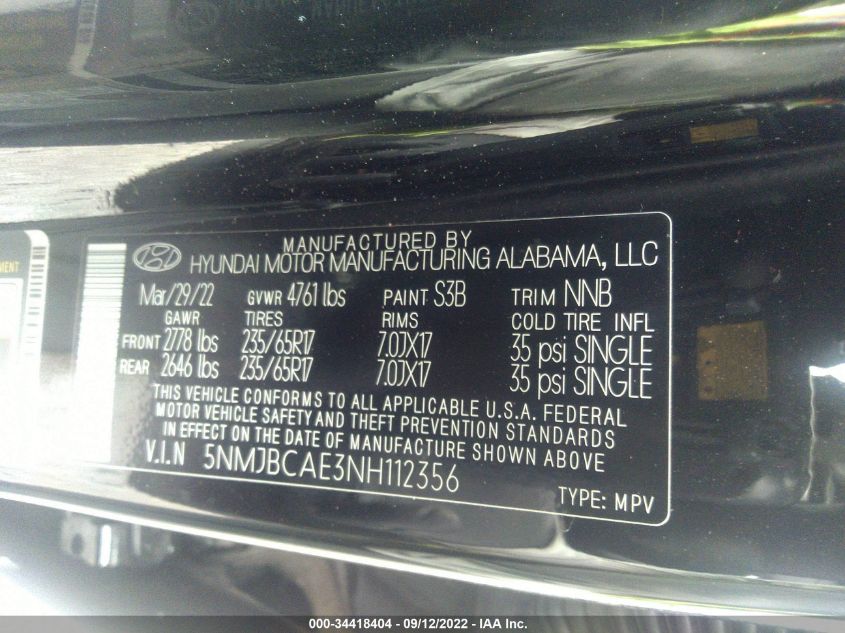 MANUFACTURED BY
HYUNDAI MOTOR MANUFACTURING ALABAMA, LLC
Mar/29/22 GVWR 4761 lbs PAINT S3B TRIM NNB
GAWR TIRES RIMS COLD TIRE INFL
FRONT 2778 lbs 235/65R17 7.0JX17 35 psi SINGLE
REAR 2646 lbs 235/65R17 7.0JX17 35 psi SINGLE
THIS VEHICLE CONFORMS TO ALL APPLICABLE U.S.A. FEDERAL
MOTOR VEHICLE SAFETY AND THEFT PREVENTION STANDARDS
IN EFFECT ON THE DATE OF MANUFACTURE SHOWN ABOVE
V.I.N 5NMJBCAE3NH112356
TYPE: MPV
000-34418404 - 09/12/2022 - IAA Inc.